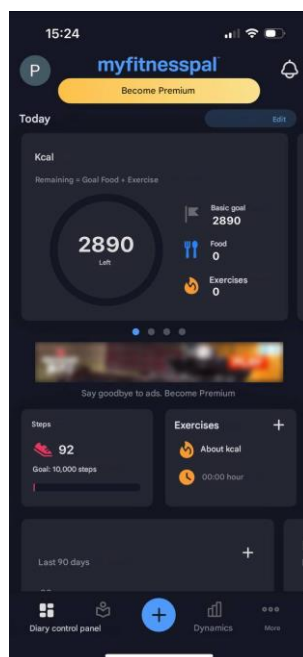 15:24
P
myfitnesspal
Become Premium
Today
Edit
Kcal
Remaining = Goal Food + Exercise
2890
Left
Basic goal
2890
Food
0
Exercises
0
Say goodbye to ads. Become Premium
Steps
92
Goal: 10,000 steps
Exercises
+
About kcal
00:00 hour
Last 90 days
+
Diary control panel
+
Dynamics
More